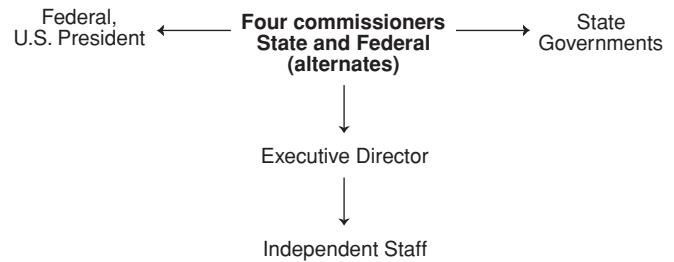 Federal,
U.S. President
Four commissioners
State and Federal
(alternates)
State
Governments
Executive Director
Independent Staff